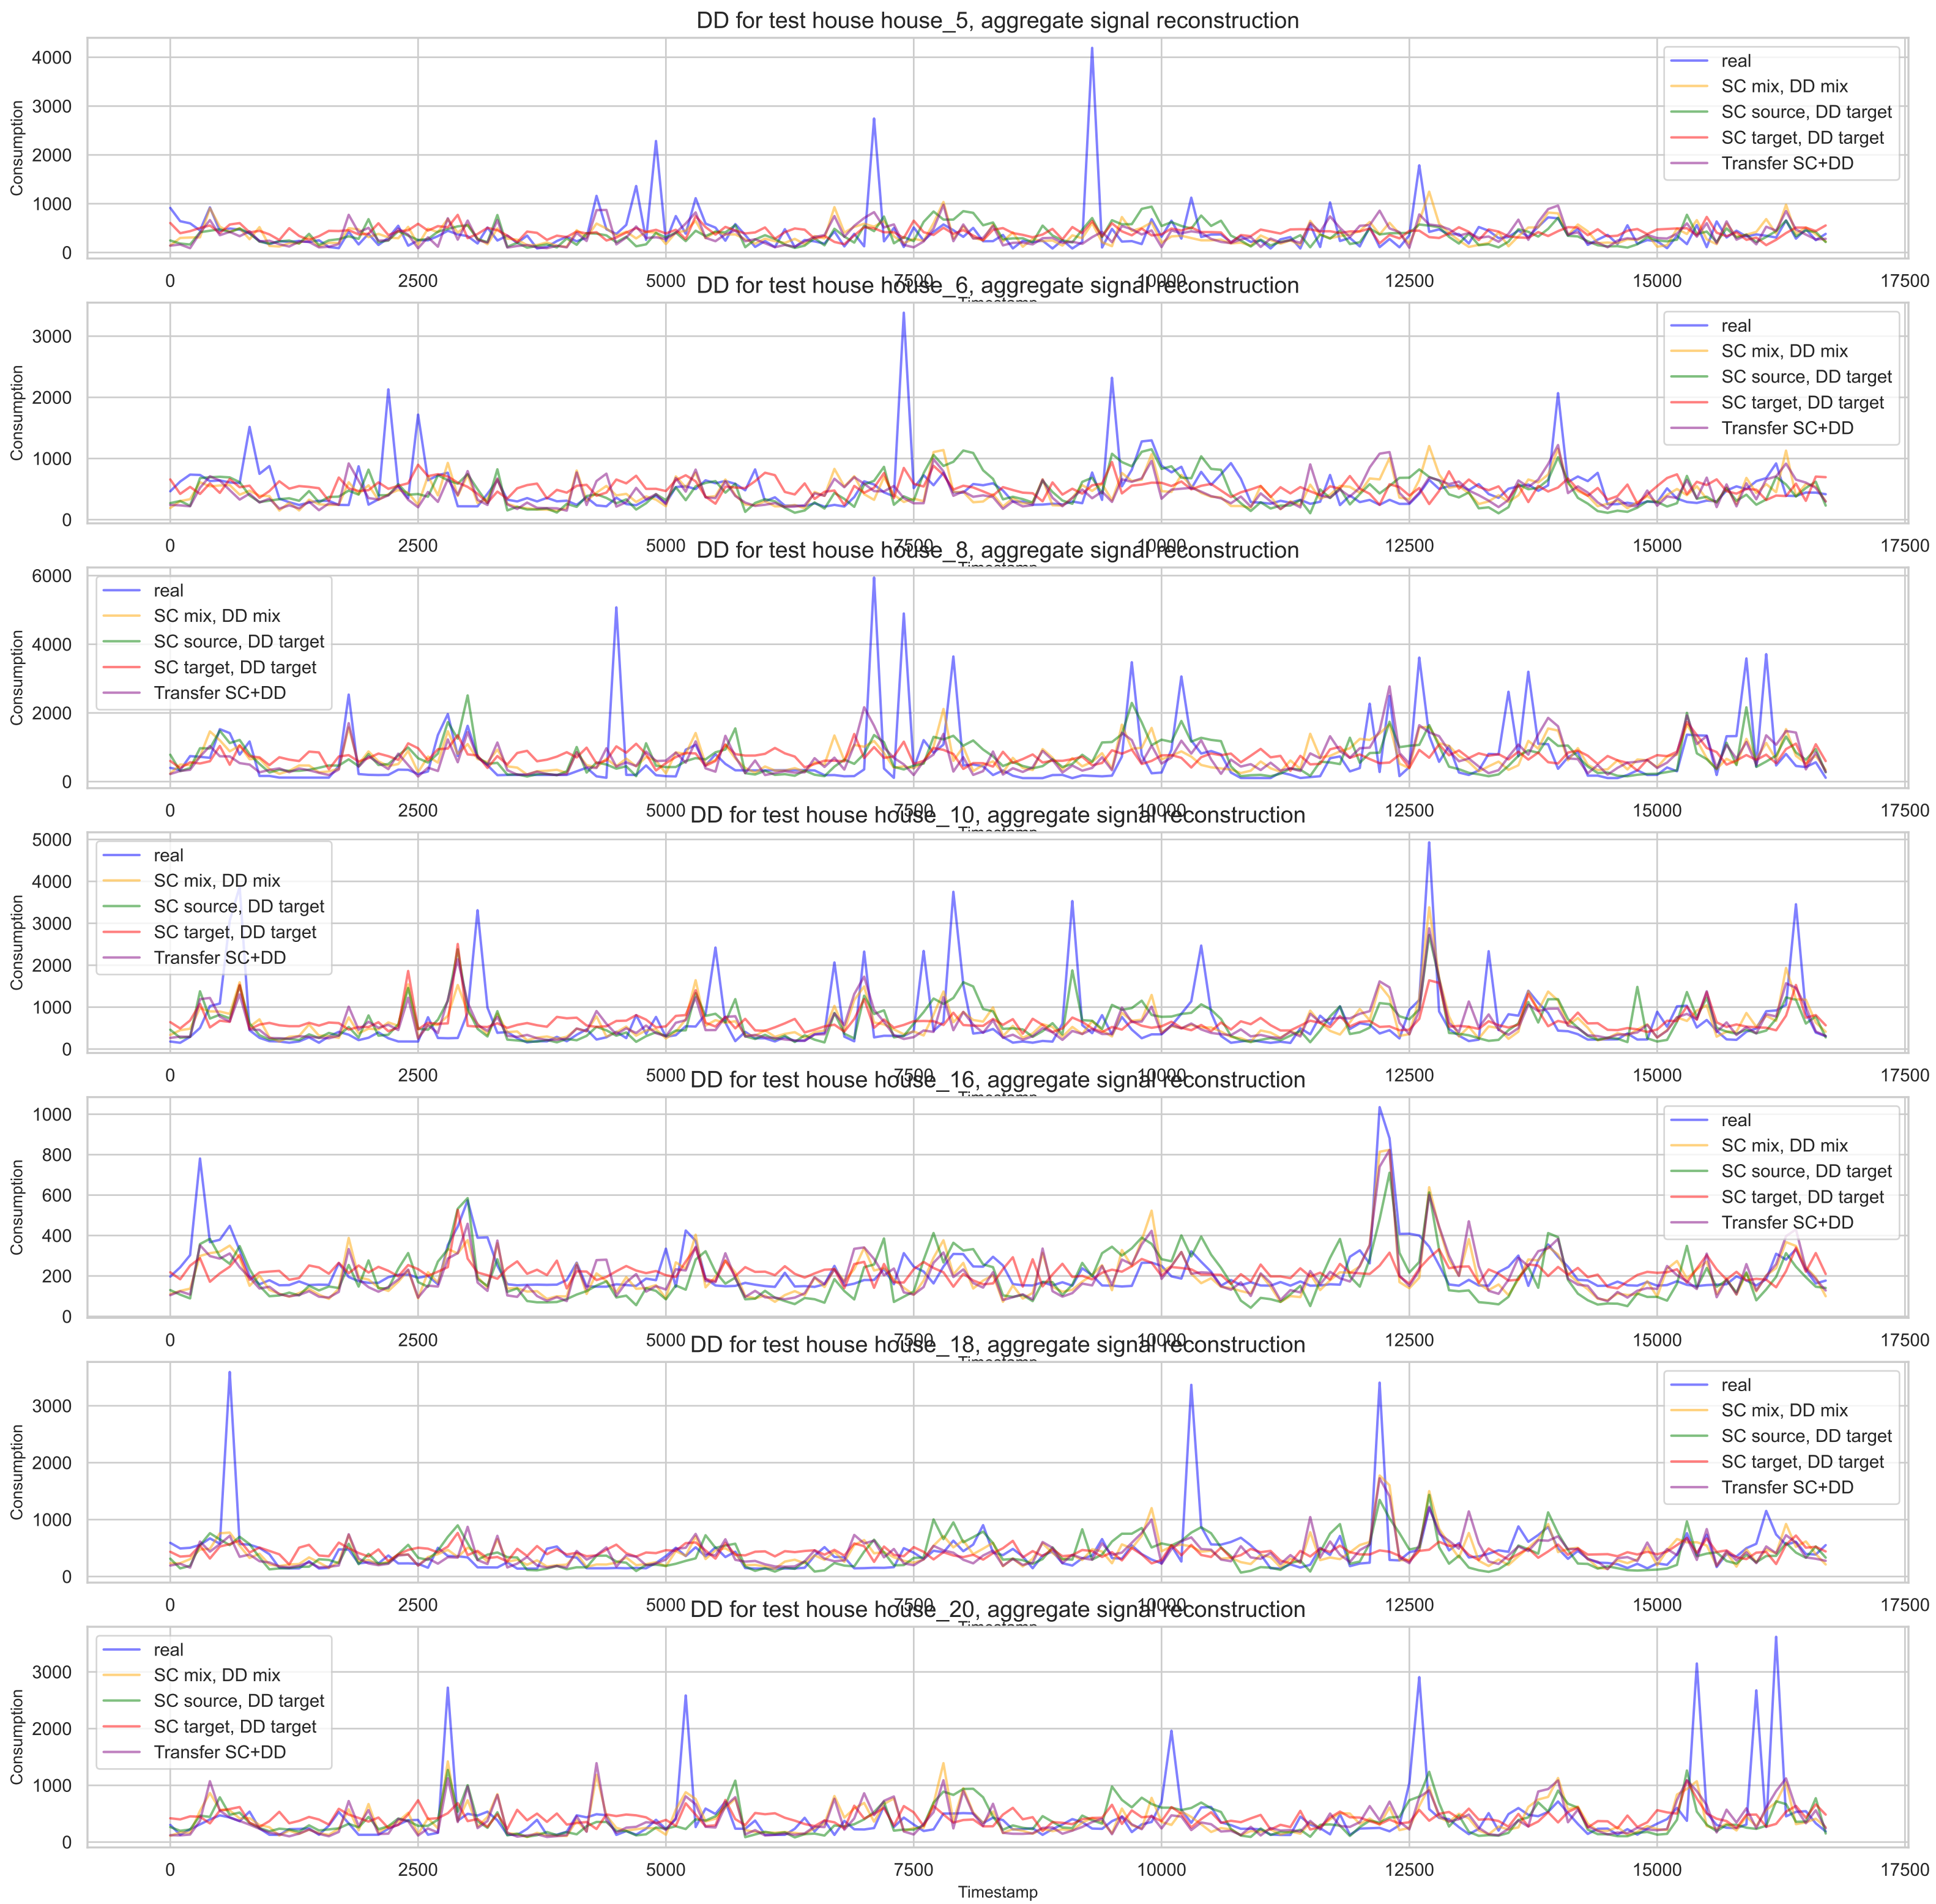 DD for test house house_5, aggregate signal reconstruction
4000
3000
2000
1000
0
Consumption
real
SC mix, DD mix
SC source, DD target
SC target, DD target
Transfer SC+DD
0 2500 5000 7500 10000 12500 15000 17500
Timestamp
DD for test house house_6, aggregate signal reconstruction
3000
2000
1000
0
Consumption
real
SC mix, DD mix
SC source, DD target
SC target, DD target
Transfer SC+DD
0 2500 5000 7500 10000 12500 15000 17500
Timestamp
DD for test house house_8, aggregate signal reconstruction
6000
4000
2000
0
Consumption
real
SC mix, DD mix
SC source, DD target
SC target, DD target
Transfer SC+DD
0 2500 5000 7500 10000 12500 15000 17500
Timestamp
DD for test house house_10, aggregate signal reconstruction
5000
4000
3000
2000
1000
0
Consumption
real
SC mix, DD mix
SC source, DD target
SC target, DD target
Transfer SC+DD
0 2500 5000 7500 10000 12500 15000 17500
Timestamp
DD for test house house_16, aggregate signal reconstruction
1000
800
600
400
200
0
Consumption
real
SC mix, DD mix
SC source, DD target
SC target, DD target
Transfer SC+DD
0 2500 5000 7500 10000 12500 15000 17500
Timestamp
DD for test house house_18, aggregate signal reconstruction
3000
2000
1000
0
Consumption
real
SC mix, DD mix
SC source, DD target
SC target, DD target
Transfer SC+DD
0 2500 5000 7500 10000 12500 15000 17500
Timestamp
DD for test house house_20, aggregate signal reconstruction
3000
2000
1000
0
Consumption
real
SC mix, DD mix
SC source, DD target
SC target, DD target
Transfer SC+DD
0 2500 5000 7500 10000 12500 15000 17500
Timestamp